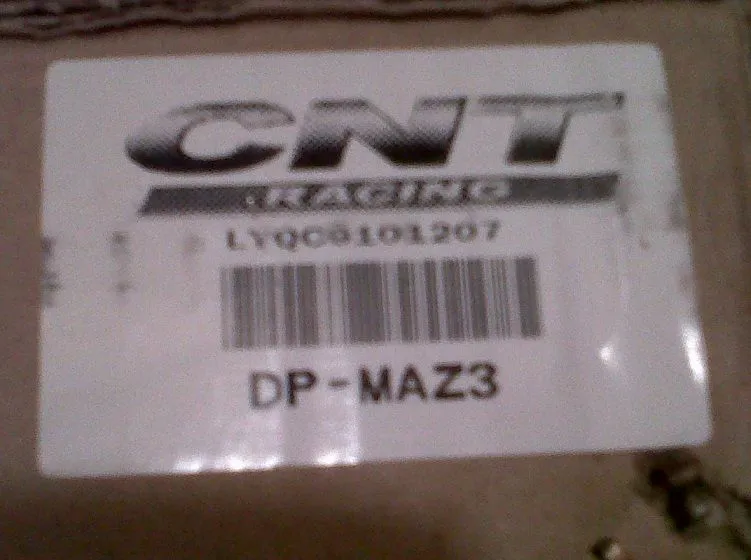 CNT
RACING
LYQC0101207
DP-MAZ3